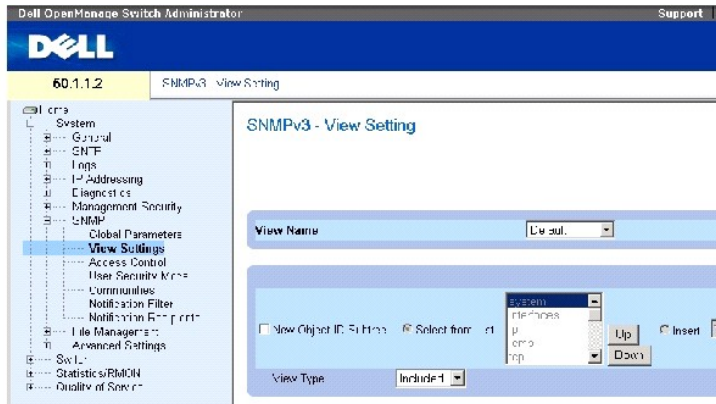 Dell OpenManage Switch Administrator
Support
DELL
60.1.1.2
SNMPv3 - View Setting
Home
System
General
SNTP
Logs
IP Addressing
Diagnostics
Management Security
SNMP
Global Parameters
View Settings
Access Control
User Security Mode
Communities
Notification Filter
Notification Recipients
File Management
Advanced Settings
Switch
Statistics/RMON
Quality of Service
SNMPv3 - View Setting
View Name
Default
New Object ID Subtree
Select from List
system
interfaces
ip
icmp
tcp
Up
Down
Insert
View Type
Included